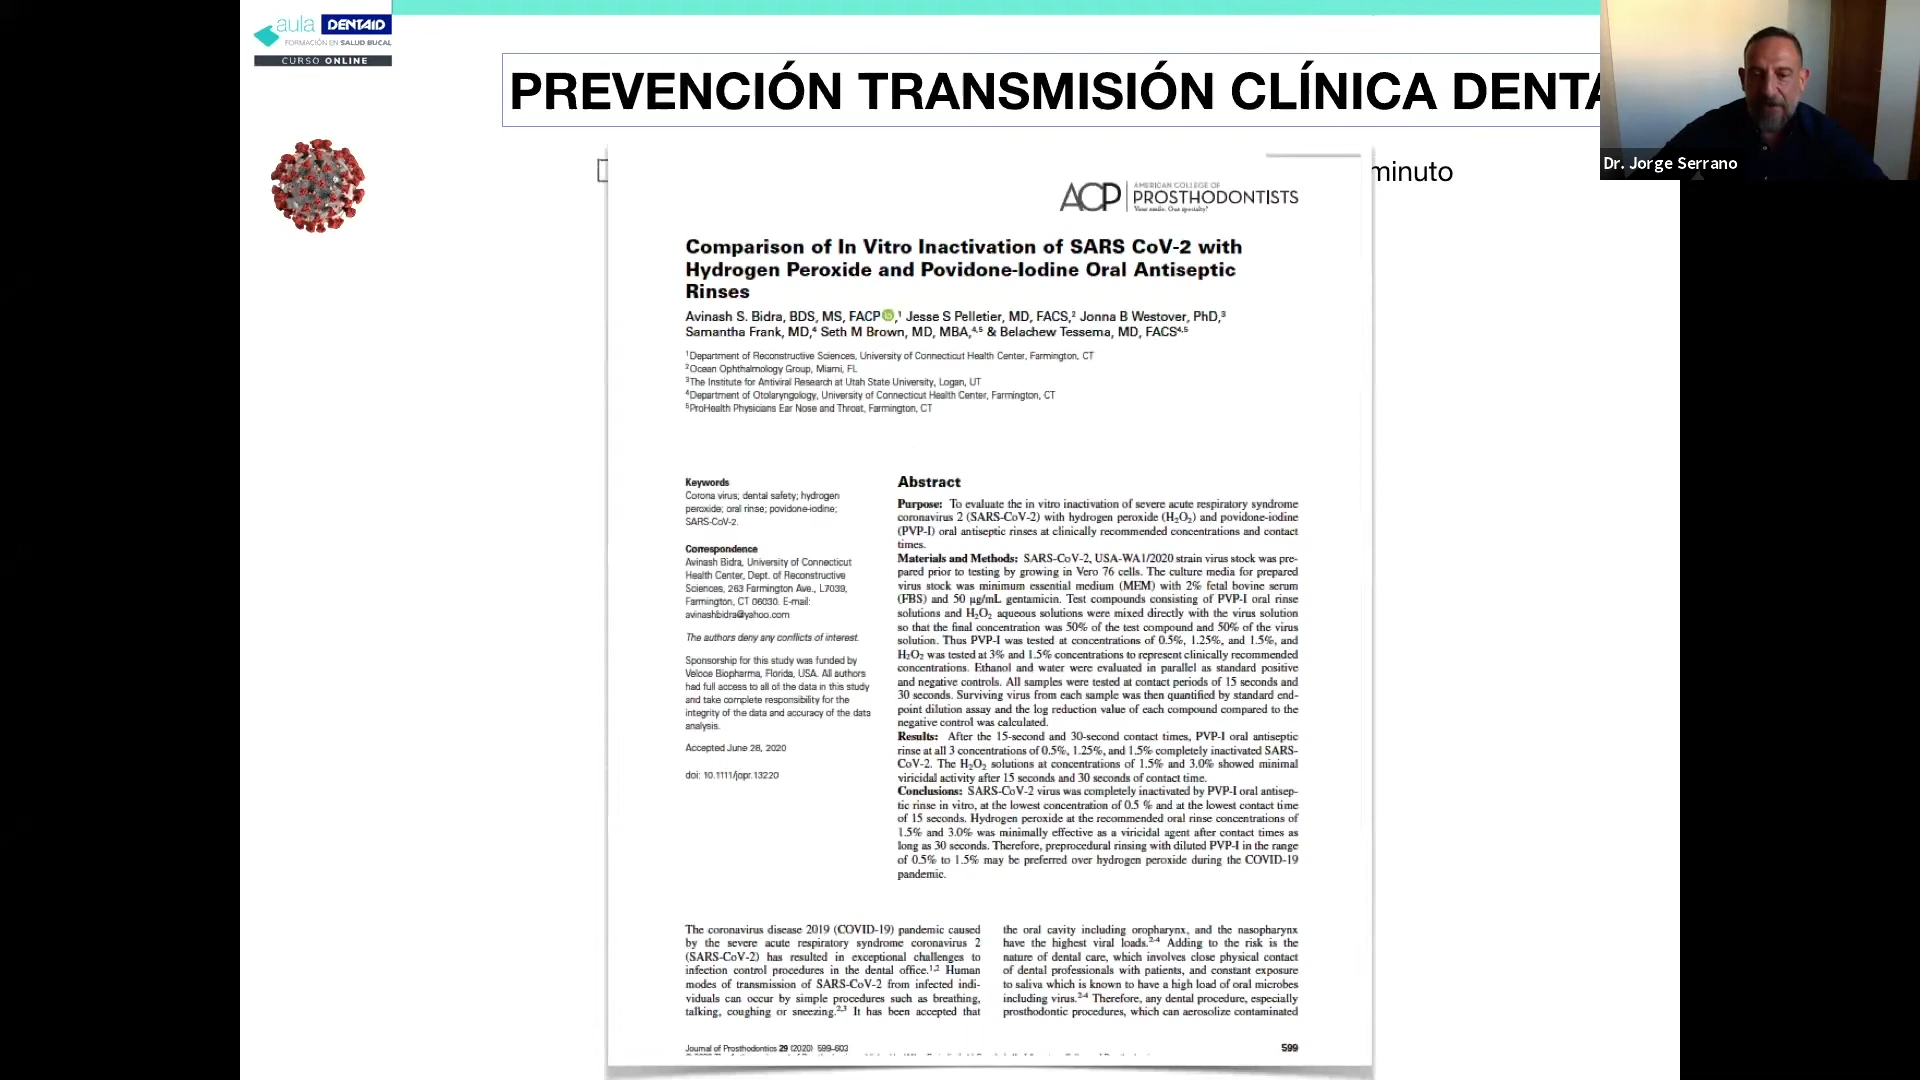 aula DENTAID
FORMACIÓN EN SALUD BUCAL
CURSO ONLINE
PREVENCIÓN TRANSMISIÓN CLÍNICA DENTA
minuto
Dr. Jorge Serrano
ACP AMERICAN COLLEGE OF
PROSTHODONTISTS
Your smile. Our specialty.®
Comparison of In Vitro Inactivation of SARS CoV-2 with
Hydrogen Peroxide and Povidone-Iodine Oral Antiseptic
Rinses
Avinash S. Bidra, BDS, MS, FACP,1 Jesse S Pelletier, MD, FACS,2 Jonna B Westover, PhD,3
Samantha Frank, MD,4 Seth M Brown, MD, MBA,4,5 & Belachew Tessema, MD, FACS4,5
1Department of Reconstructive Sciences, University of Connecticut Health Center, Farmington, CT
2Ocean Ophthalmology Group, Miami, FL
3The Institute for Antiviral Research at Utah State University, Logan, UT
4Department of Otolaryngology, University of Connecticut Health Center, Farmington, CT
5ProHealth Physicians Ear Nose and Throat, Farmington, CT
Keywords
Corona virus; dental safety; hydrogen
peroxide; oral rinse; povidone-iodine;
SARS-CoV-2.
Correspondence
Avinash Bidra, University of Connecticut
Health Center, Dept. of Reconstructive
Sciences, 263 Farmington Ave., L7039,
Farmington, CT 06030. E-mail:
avinashbidra@yahoo.com
The authors deny any conflicts of interest.
Sponsorship for this study was funded by
Veloce Biopharma, Florida, USA. All authors
had full access to all of the data in this study
and take complete responsibility for the
integrity of the data and accuracy of the data
analysis.
Accepted June 28, 2020
doi: 10.1111/jopr.13220
Abstract
Purpose: To evaluate the in vitro inactivation of severe acute respiratory syndrome
coronavirus 2 (SARS-CoV-2) with hydrogen peroxide (H2O2) and povidone-iodine
(PVP-I) oral antiseptic rinses at clinically recommended concentrations and contact
times.
Materials and Methods: SARS-CoV-2, USA-WA1/2020 strain virus stock was pre-
pared prior to testing by growing in Vero 76 cells. The culture media for prepared
virus stock was minimum essential medium (MEM) with 2% fetal bovine serum
(FBS) and 50 µg/mL gentamicin. Test compounds consisting of PVP-I oral rinse
solutions and H2O2 aqueous solutions were mixed directly with the virus solution
so that the final concentration was 50% of the test compound and 50% of the virus
solution. Thus PVP-I was tested at concentrations of 0.5%, 1.25%, and 1.5%, and
H2O2 was tested at 3% and 1.5% concentrations to represent clinically recommended
concentrations. Ethanol and water were evaluated in parallel as standard positive
and negative controls. All samples were tested at contact periods of 15 seconds and
30 seconds. Surviving virus from each sample was then quantified by standard end-
point dilution assay and the log reduction value of each compound compared to the
negative control was calculated.
Results: After the 15-second and 30-second contact times, PVP-I oral antiseptic
rinse at all 3 concentrations of 0.5%, 1.25%, and 1.5% completely inactivated SARS-
CoV-2. The H2O2 solutions at concentrations of 1.5% and 3.0% showed minimal
viricidal activity after 15 seconds and 30 seconds of contact time.
Conclusions: SARS-CoV-2 virus was completely inactivated by PVP-I oral antisep-
tic rinse in vitro, at the lowest concentration of 0.5 % and at the lowest contact time
of 15 seconds. Hydrogen peroxide at the recommended oral rinse concentrations of
1.5% and 3.0% was minimally effective as a viricidal agent after contact times as
long as 30 seconds. Therefore, preprocedural rinsing with diluted PVP-I in the range
of 0.5% to 1.5% may be preferred over hydrogen peroxide during the COVID-19
pandemic.
The coronavirus disease 2019 (COVID-19) pandemic caused
by the severe acute respiratory syndrome coronavirus 2
(SARS-CoV-2) has resulted in exceptional challenges to
infection control procedures in the dental office.1,2 Human
modes of transmission of SARS-CoV-2 from infected indi-
viduals can occur by simple procedures such as breathing,
talking, coughing or sneezing.2,3 It has been accepted that
the oral cavity including oropharynx, and the nasopharynx
have the highest viral loads.2-4 Adding to the risk is the
nature of dental care, which involves close physical contact
of dental professionals with patients, and constant exposure
to saliva which is known to have a high load of oral microbes
including virus.2-4 Therefore, any dental procedure, especially
prosthodontic procedures, which can aerosolize contaminated
Journal of Prosthodontics 29 (2020) 599–603
599